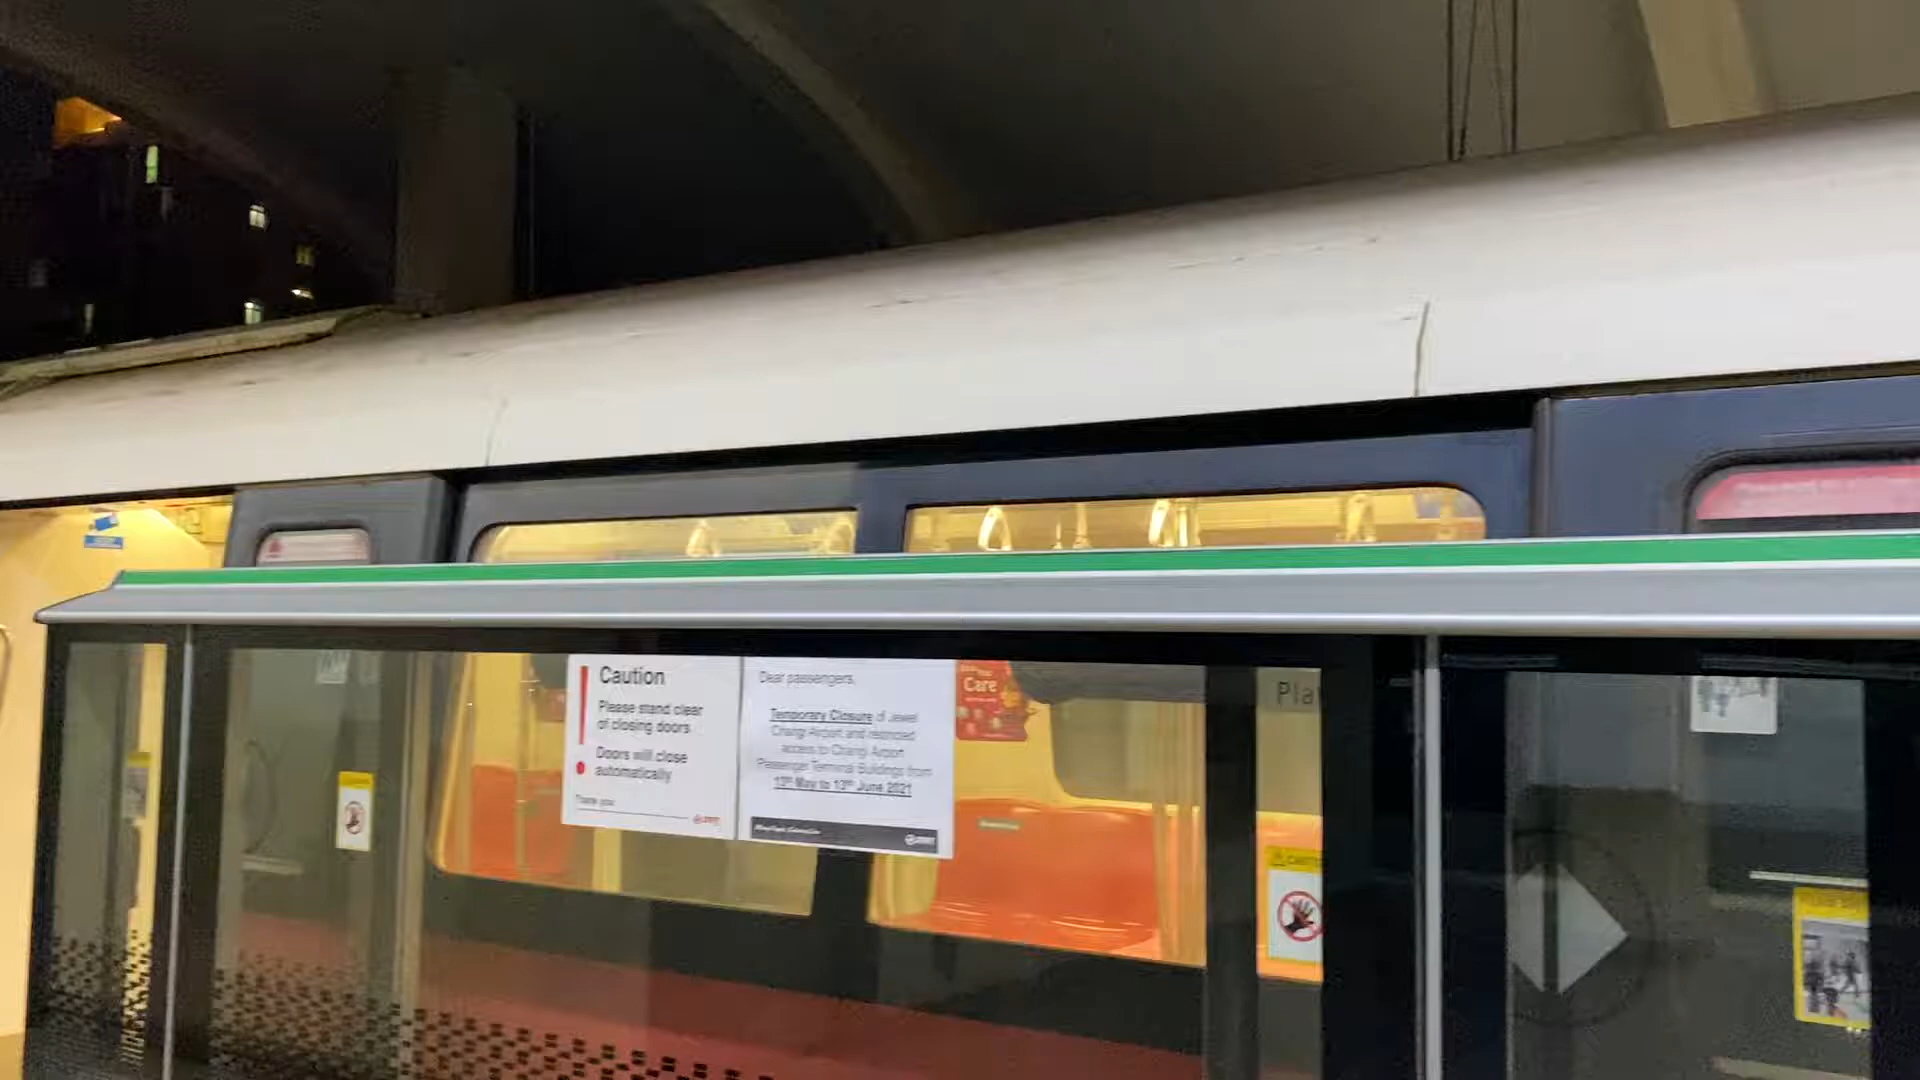 Caution
Please stand clear
of closing doors
Doors will close
automatically
Thank you
Dear passengers,
Temporary Closure of Jewel
Changi Airport and restricted
access to Changi Airport
Passenger Terminal Buildings from
13th May to 13th June 2021
Care
Pla